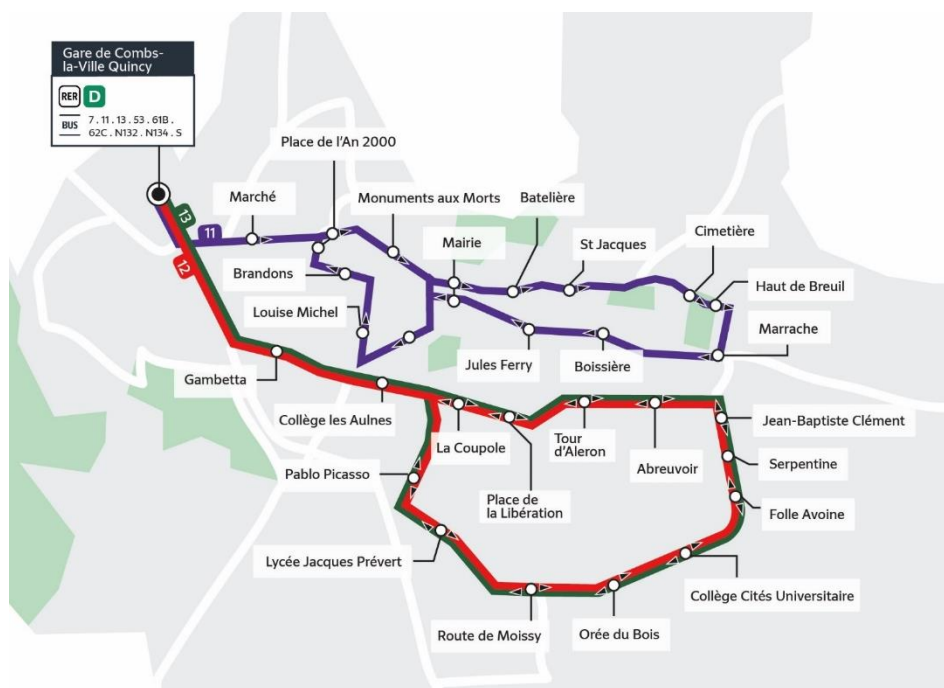 Gare de Combs-
la-Ville Quincy
RER D
BUS 7 . 11 . 13 . 53 . 61B .
62C . N132 . N134 . S
13
11
12
Place de l'An 2000
Marché
Monuments aux Morts
Batelière
Mairie
St Jacques
Cimetière
Brandons
Haut de Breuil
Louise Michel
Marrache
Jules Ferry
Boissière
Gambetta
Collège les Aulnes
Jean-Baptiste Clément
La Coupole
Tour
d'Aleron
Abreuvoir
Serpentine
Pablo Picasso
Place de
la Libération
Folle Avoine
Lycée Jacques Prévert
Collège Cités Universitaire
Route de Moissy
Orée du Bois